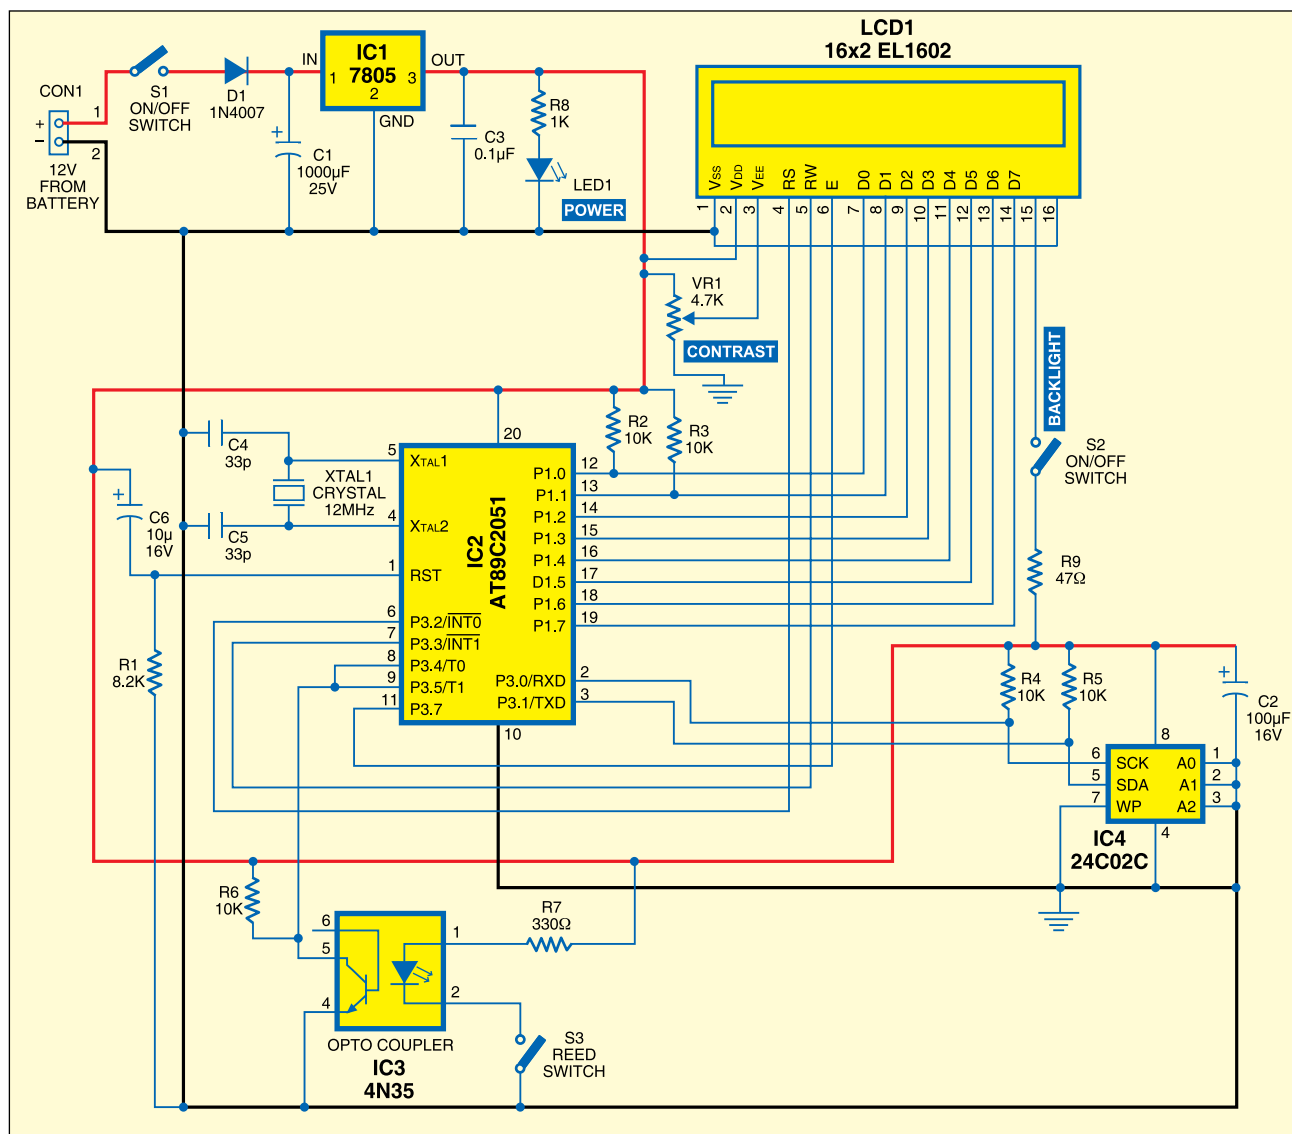 LCD1
16x2 EL1602
IC1
7805
IN
OUT
1
3
2
GND
CON1
1
+
−
2
12V
FROM
BATTERY
S1
ON/OFF
SWITCH
D1
1N4007
+
C1
1000µF
25V
C3
0.1µF
R8
1K
LED1
POWER
VSS
VDD
VEE
RS
RW
E
D0
D1
D2
D3
D4
D5
D6
D7
1
2
3
4
5
6
7
8
9
10
11
12
13
14
15
16
VR1
4.7K
CONTRAST
BACKLIGHT
S2
ON/OFF
SWITCH
R9
47Ω
R2
10K
R3
10K
C4
33p
XTAL1
CRYSTAL
12MHz
C5
33p
+
C6
10µ
16V
R1
8.2K
IC2
AT89C2051
20
5
XTAL1
4
XTAL2
1
RST
6
P3.2/INT0
7
P3.3/INT1
8
P3.4/T0
9
P3.5/T1
11
P3.7
10
P1.0
12
P1.1
13
P1.2
14
P1.3
15
P1.4
16
D1.5
17
P1.6
18
P1.7
19
P3.0/RXD
2
P3.1/TXD
3
R4
10K
R5
10K
+
C2
100µF
16V
8
6
SCK
A0
1
5
SDA
A1
2
7
WP
A2
3
4
IC4
24C02C
R6
10K
R7
330Ω
6
5
4
1
2
OPTO COUPLER
IC3
4N35
S3
REED
SWITCH